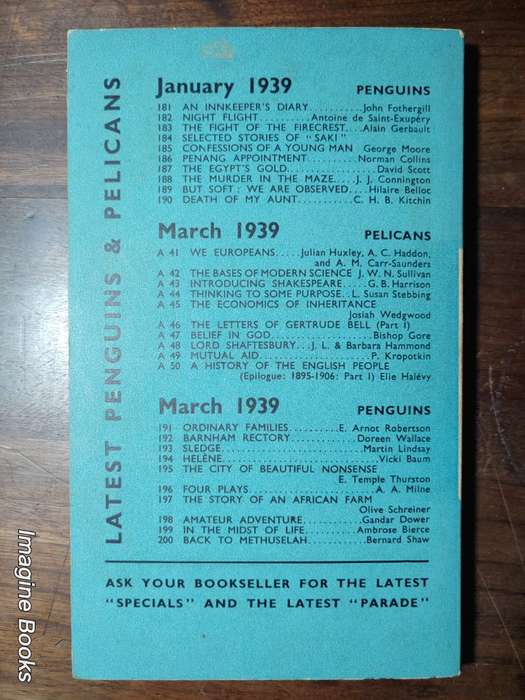 LATEST PENGUINS & PELICANS
January 1939 PENGUINS
181 AN INNKEEPER'S DIARY..........John Fothergill
182 NIGHT FLIGHT..........Antoine de Saint-Exupéry
183 THE FIGHT OF THE FIRECREST..Alain Gerbault
184 SELECTED STORIES OF "SAKI"
185 CONFESSIONS OF A YOUNG MAN George Moore
186 PENANG APPOINTMENT..........Norman Collins
187 THE EGYPT'S GOLD..........David Scott
188 THE MURDER IN THE MAZE....J. J. Connington
189 BUT SOFT: WE ARE OBSERVED....Hilaire Belloc
190 DEATH OF MY AUNT..........C. H. B. Kitchin
March 1939 PELICANS
A 41 WE EUROPEANS.....Julian Huxley, A. C. Haddon,
and A. M. Carr-Saunders
A 42 THE BASES OF MODERN SCIENCE J. W. N. Sullivan
A 43 INTRODUCING SHAKESPEARE....G. B. Harrison
A 44 THINKING TO SOME PURPOSE..L. Susan Stebbing
A 45 THE ECONOMICS OF INHERITANCE
Josiah Wedgwood
A 46 THE LETTERS OF GERTRUDE BELL (Part I)
A 47 BELIEF IN GOD..........Bishop Gore
A 48 LORD SHAFTESBURY...J. L. & Barbara Hammond
A 49 MUTUAL AID..........P. Kropotkin
A 50 A HISTORY OF THE ENGLISH PEOPLE
(Epilogue: 1895-1906: Part I) Elie Halévy
March 1939 PENGUINS
191 ORDINARY FAMILIES..........E. Arnot Robertson
192 BARNHAM RECTORY..........Doreen Wallace
193 SLEDGE..........Martin Lindsay
194 HELÈNE..........Vicki Baum
195 THE CITY OF BEAUTIFUL NONSENSE
E. Temple Thurston
196 FOUR PLAYS..........A. A. Milne
197 THE STORY OF AN AFRICAN FARM
Olive Schreiner
198 AMATEUR ADVENTURE..........Gandar Dower
199 IN THE MIDST OF LIFE..........Ambrose Bierce
200 BACK TO METHUSELAH..........Bernard Shaw
ASK YOUR BOOKSELLER FOR THE LATEST
"SPECIALS" AND THE LATEST "PARADE"
Imagine Books